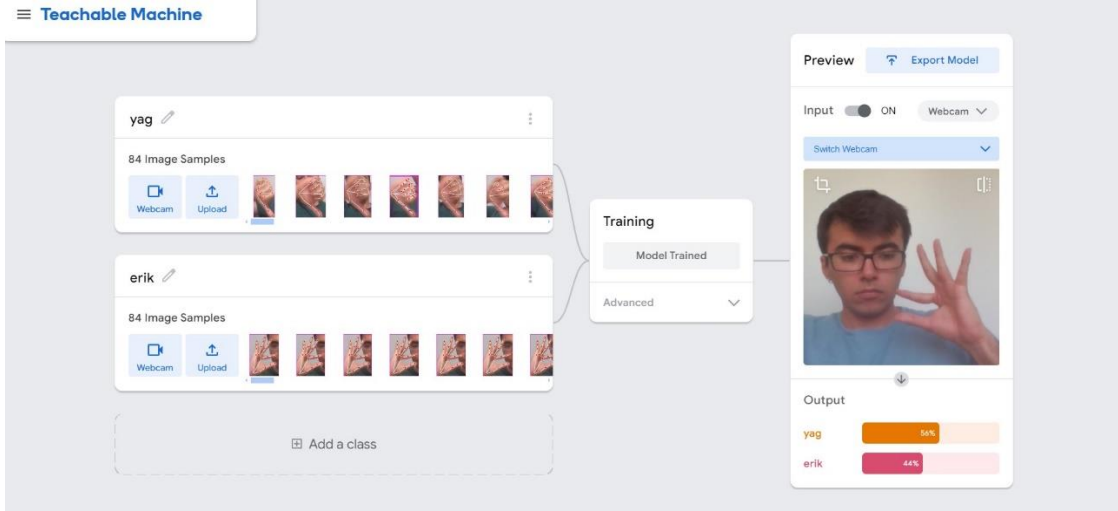 Teachable Machine
yag
84 Image Samples
Webcam
Upload
erik
84 Image Samples
Webcam
Upload
Add a class
Training
Model Trained
Advanced
Preview
Export Model
Input
ON
Webcam
Switch Webcam
Output
yag
56%
erik
44%